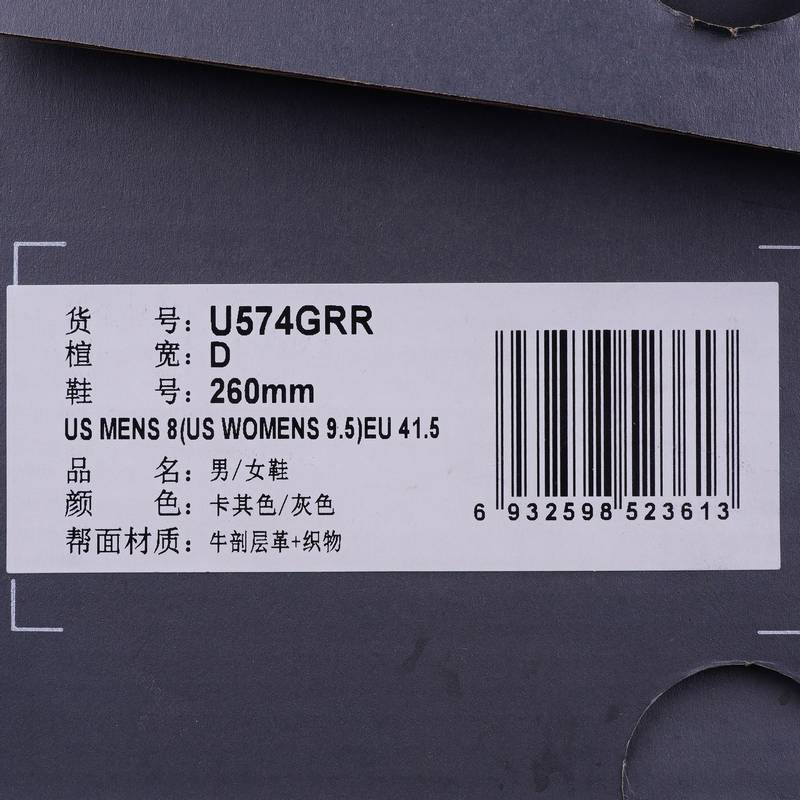 货 号：U574GRR
楦 宽：D
鞋 号：260mm
US MENS 8(US WOMENS 9.5)EU 41.5
品 名：男/女鞋
颜 色：卡其色/灰色
帮面材质：牛剖层革+织物
6 932598 523613